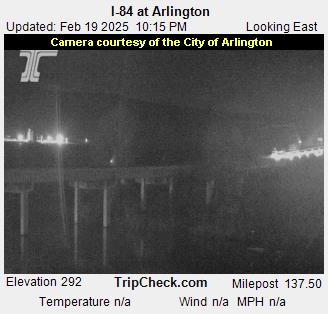 I-84 at Arlington
Updated: Feb 19 2025 10:15 PM Looking East
Camera courtesy of the City of Arlington
Elevation 292 TripCheck.com Milepost 137.50
Temperature n/a Wind n/a MPH n/a